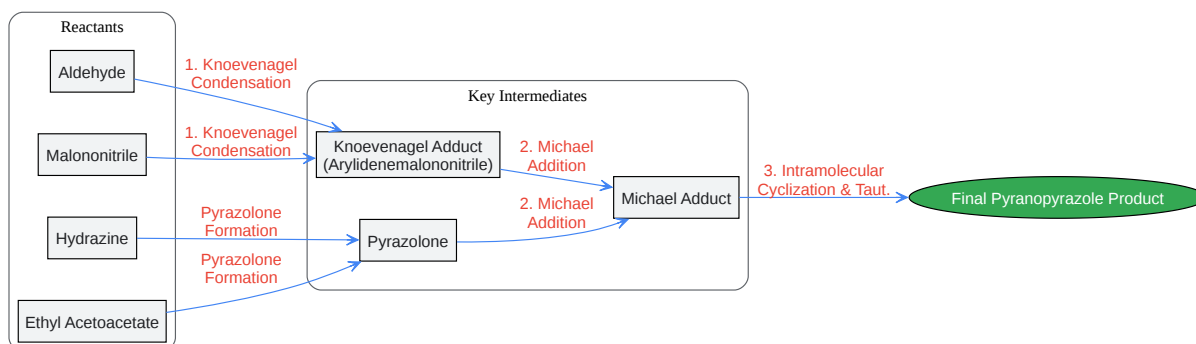 Reactants
Aldehyde
Malononitrile
Hydrazine
Ethyl Acetoacetate
1. Knoevenagel
Condensation
1. Knoevenagel
Condensation
Pyrazolone
Formation
Pyrazolone
Formation
Key Intermediates
Knoevenagel Adduct
(Arylidenemalononitrile)
Pyrazolone
2. Michael
Addition
2. Michael
Addition
Michael Adduct
3. Intramolecular
Cyclization & Taut.
Final Pyranopyrazole Product